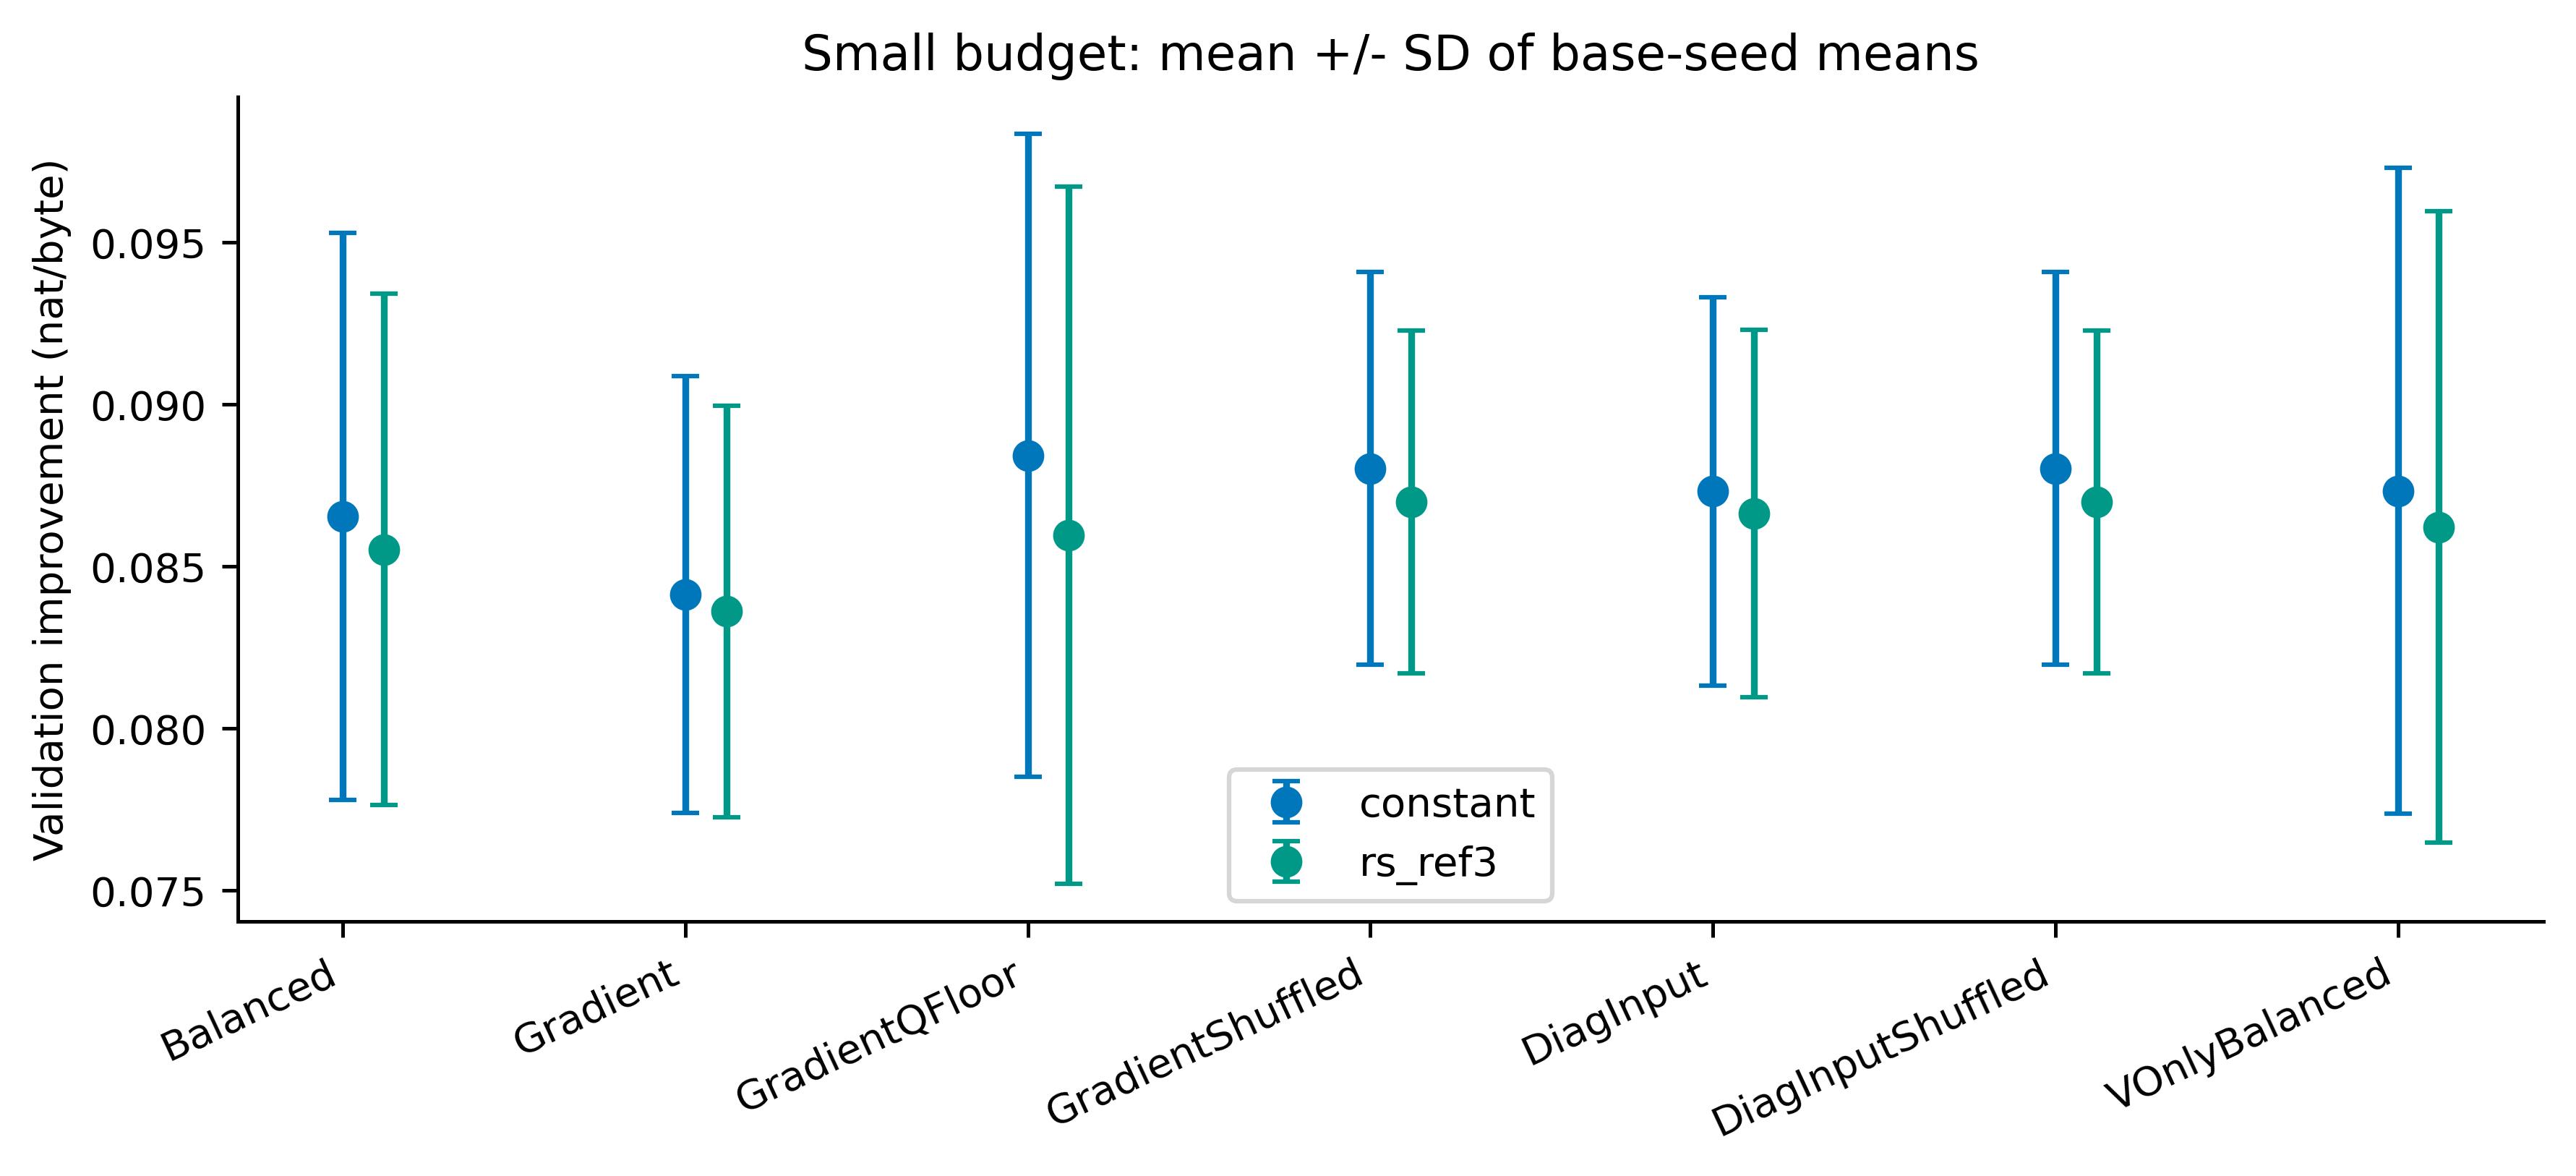 Small budget: mean +/- SD of base-seed means
Validation improvement (nat/byte)
0.095
0.090
0.085
0.080
0.075
constant
rs_ref3
Balanced
Gradient
GradientQFloor
GradientShuffled
DiagInput
DiagInputShuffled
VOnlyBalanced